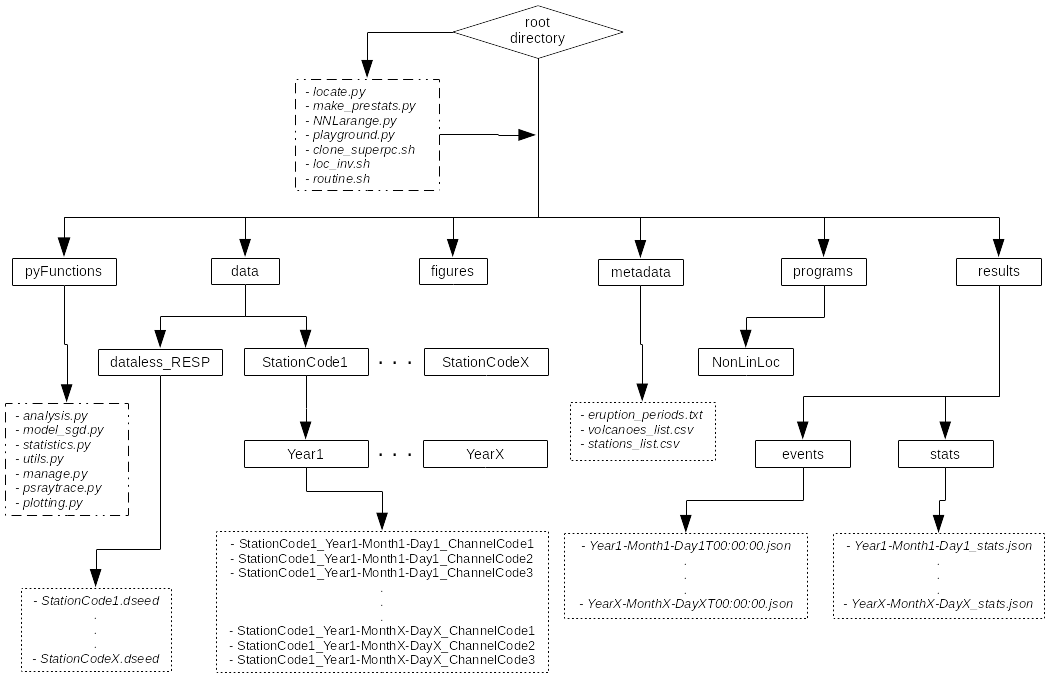 root
directory
- locate.py
- make_prestats.py
- NNLarange.py
- playground.py
- clone_superpc.sh
- loc_inv.sh
- routine.sh
pyFunctions
data
figures
metadata
programs
results
dataless_RESP
StationCode1
. . .
StationCodeX
NonLinLoc
- analysis.py
- model_sgd.py
- statistics.py
- utils.py
- manage.py
- psraytrace.py
- plotting.py
- eruption_periods.txt
- volcanoes_list.csv
- stations_list.csv
Year1
. . .
YearX
events
stats
- StationCode1.dseed
.
.
.
- StationCodeX.dseed
- StationCode1_Year1-Month1-Day1_ChannelCode1
- StationCode1_Year1-Month1-Day1_ChannelCode2
- StationCode1_Year1-Month1-Day1_ChannelCode3
.
.
.
- StationCode1_Year1-MonthX-DayX_ChannelCode1
- StationCode1_Year1-MonthX-DayX_ChannelCode2
- StationCode1_Year1-MonthX-DayX_ChannelCode3
- Year1-Month1-Day1T00:00:00.json
.
.
.
- YearX-MonthX-DayXT00:00:00.json
- Year1-Month1-Day1_stats.json
.
.
.
- YearX-MonthX-DayX_stats.json